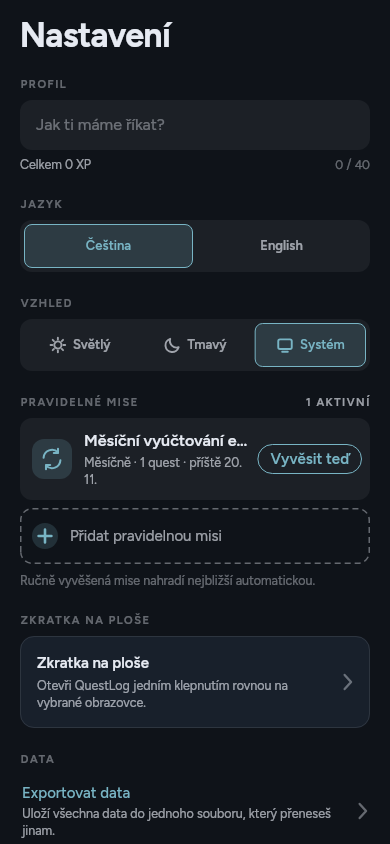 Nastavení
PROFIL
Jak ti máme říkat?
Celkem 0 XP
0 / 40
JAZYK
Čeština
English
VZHLED
Světlý
Tmavý
Systém
PRAVIDELNÉ MISE
1 AKTIVNÍ
Měsíční vyúčtování e...
Měsíčně · 1 quest · příště 20.
11.
Vyvěsit teď
Přidat pravidelnou misi
Ručně vyvěšená mise nahradí nejbližší automatickou.
ZKRATKA NA PLOŠE
Zkratka na ploše
Otevři QuestLog jedním klepnutím rovnou na
vybrané obrazovce.
DATA
Exportovat data
Uloží všechna data do jednoho souboru, který přeneseš
jinam.